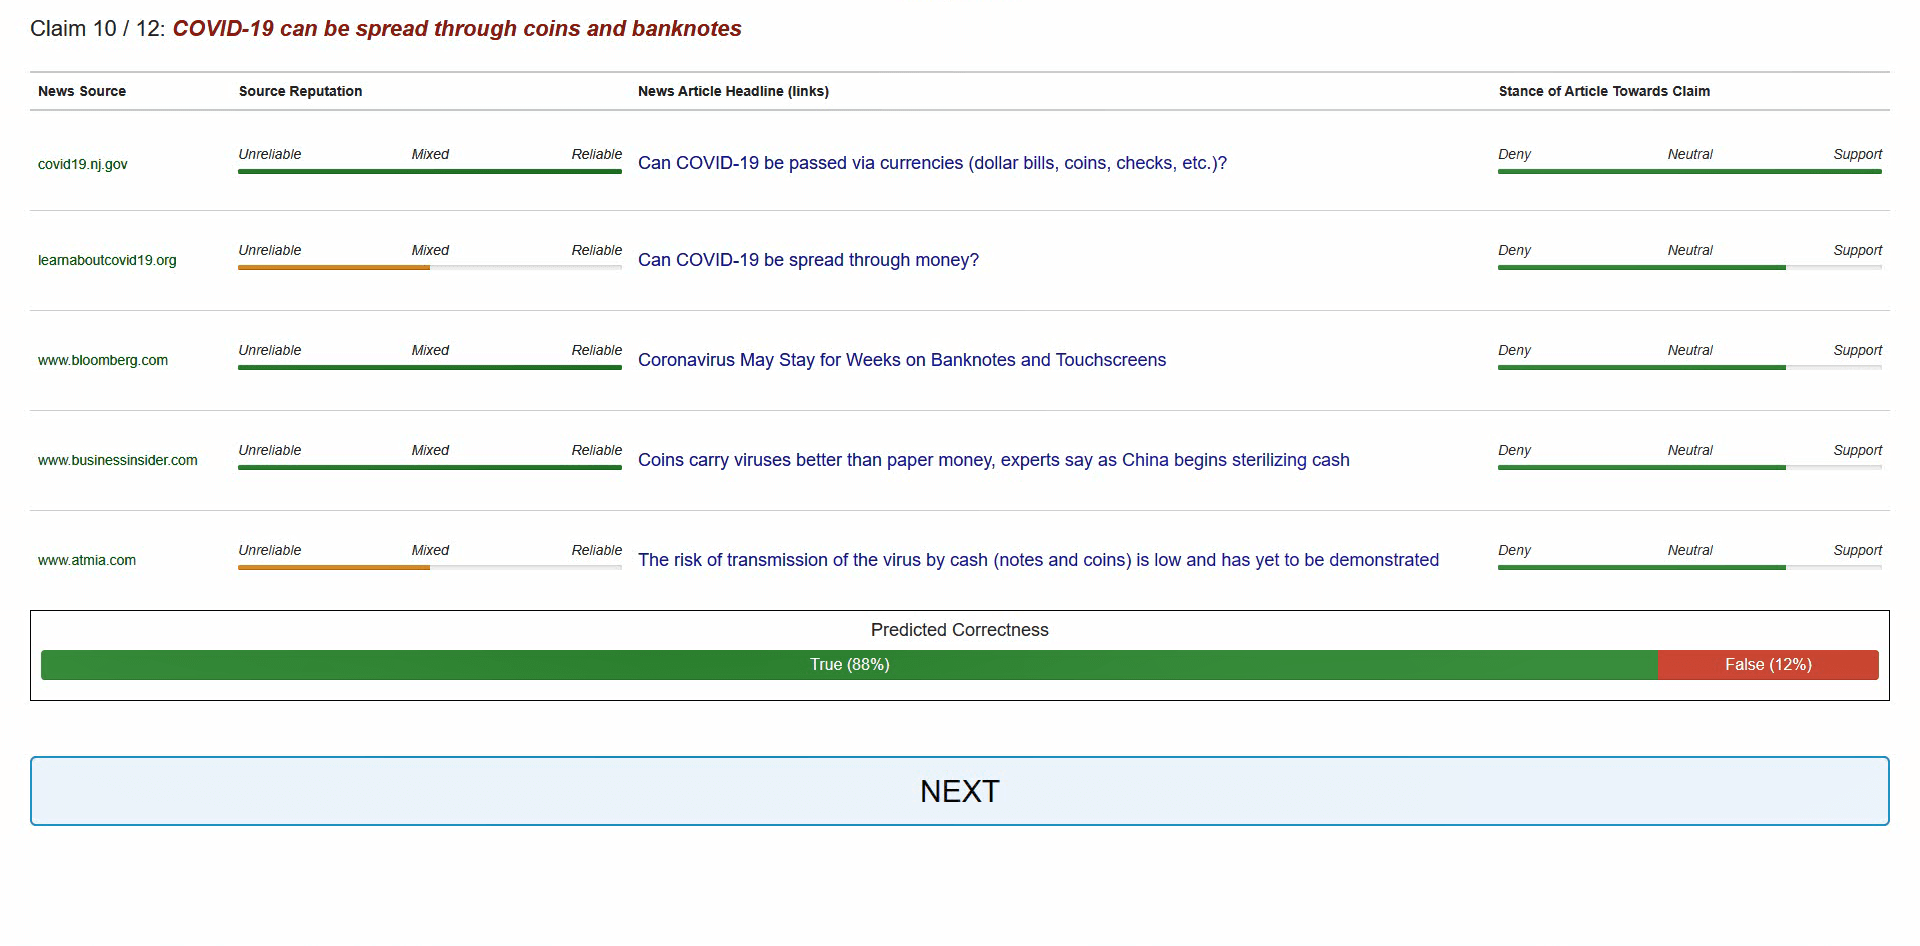 Claim 10 / 12: COVID-19 can be spread through coins and banknotes
News Source Source Reputation News Article Headline (links) Stance of Article Towards Claim
Unreliable Mixed Reliable Deny Neutral Support
covid19.nj.gov Can COVID-19 be passed via currencies (dollar bills, coins, checks, etc.)?
Unreliable Mixed Reliable Deny Neutral Support
learnaboutcovid19.org Can COVID-19 be spread through money?
Unreliable Mixed Reliable Deny Neutral Support
www.bloomberg.com Coronavirus May Stay for Weeks on Banknotes and Touchscreens
Unreliable Mixed Reliable Deny Neutral Support
www.businessinsider.com Coins carry viruses better than paper money, experts say as China begins sterilizing cash
Unreliable Mixed Reliable Deny Neutral Support
www.atmia.com The risk of transmission of the virus by cash (notes and coins) is low and has yet to be demonstrated
Predicted Correctness
True (88%) False (12%)
NEXT